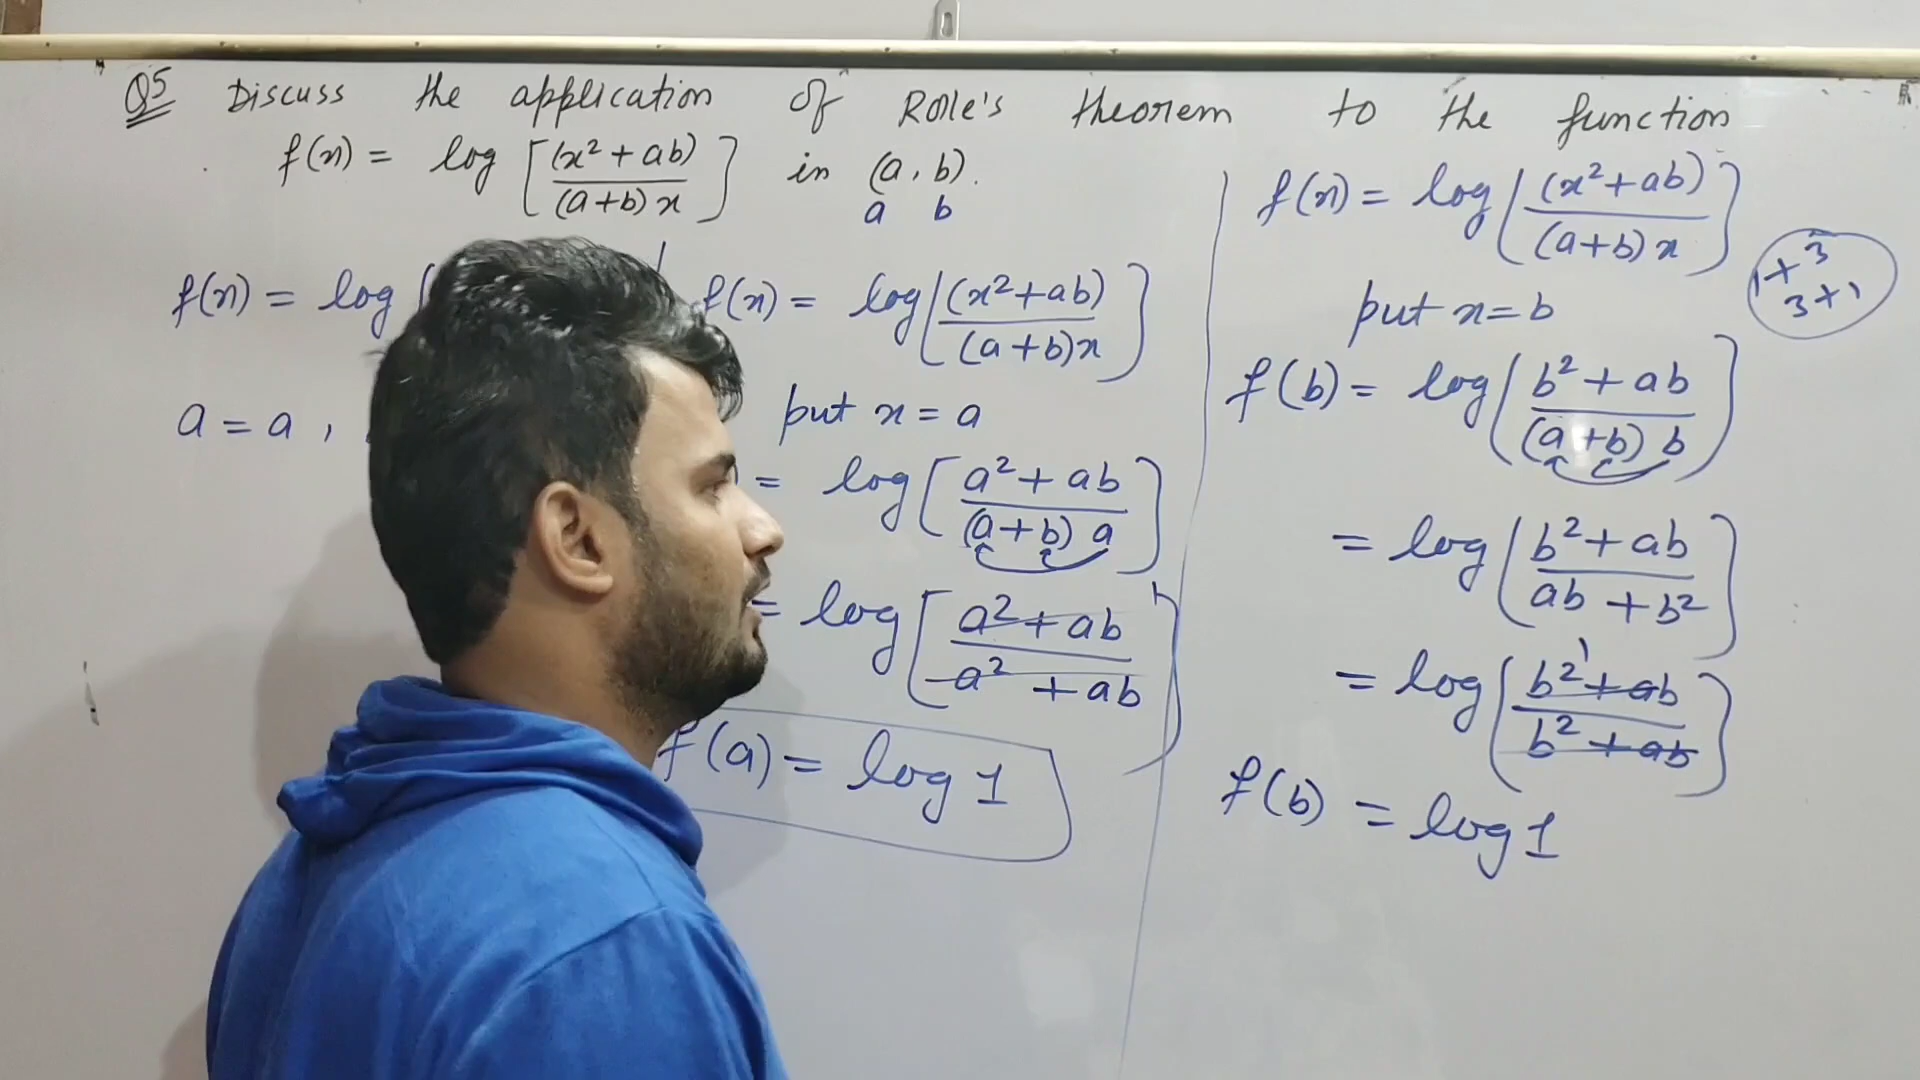 Q5 Discuss the application of Rolle's theorem to the function
f(x) = log [(x² + ab) / (a+b) x] in (a, b).
a b
f(x) = log (
a = a ,
f(x) = log [(x²+ab) / (a+b)x]
put x = a
= log [a² + ab / (a+b) a]
= log [a² + ab / a² + ab] 1
f(a) = log 1
f(x) = log [(x²+ab) / (a+b) x]
put x = b
f(b) = log [b² + ab / (a+b) b]
= log [b² + ab / ab + b²]
= log [b² + ab / b² + ab] 1
f(b) = log 1
1+3
3+1